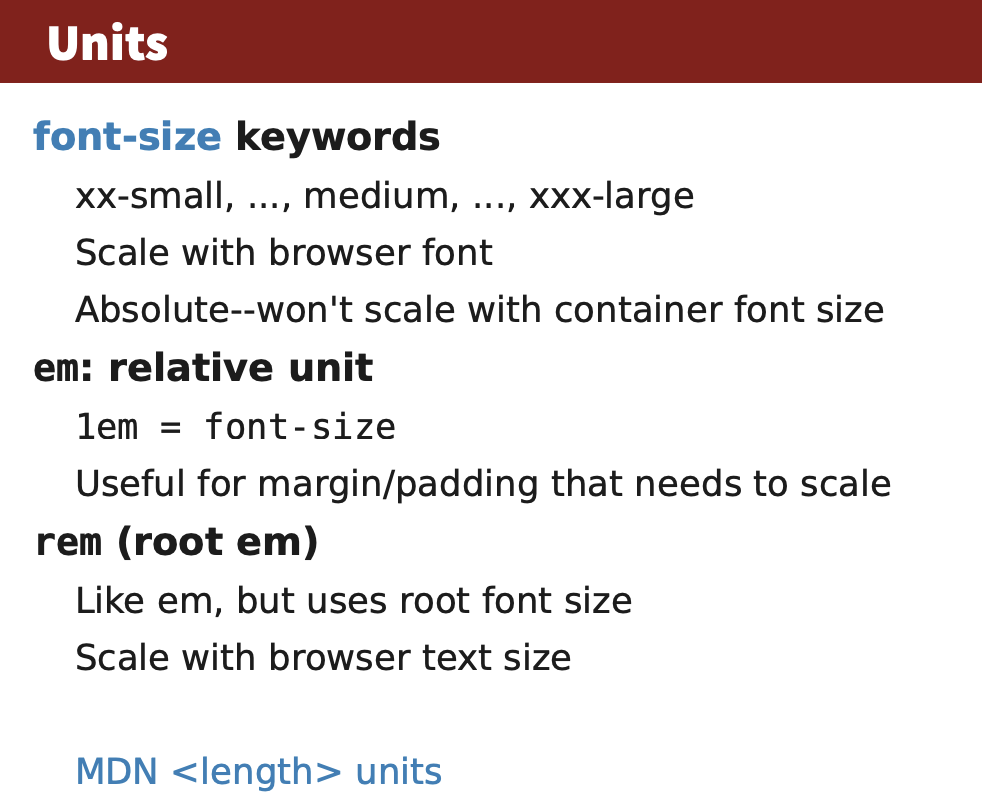 Units
font-size keywords
xx-small, ..., medium, ..., xxx-large
Scale with browser font
Absolute--won't scale with container font size
em: relative unit
1em = font-size
Useful for margin/padding that needs to scale
rem (root em)
Like em, but uses root font size
Scale with browser text size
MDN <length> units